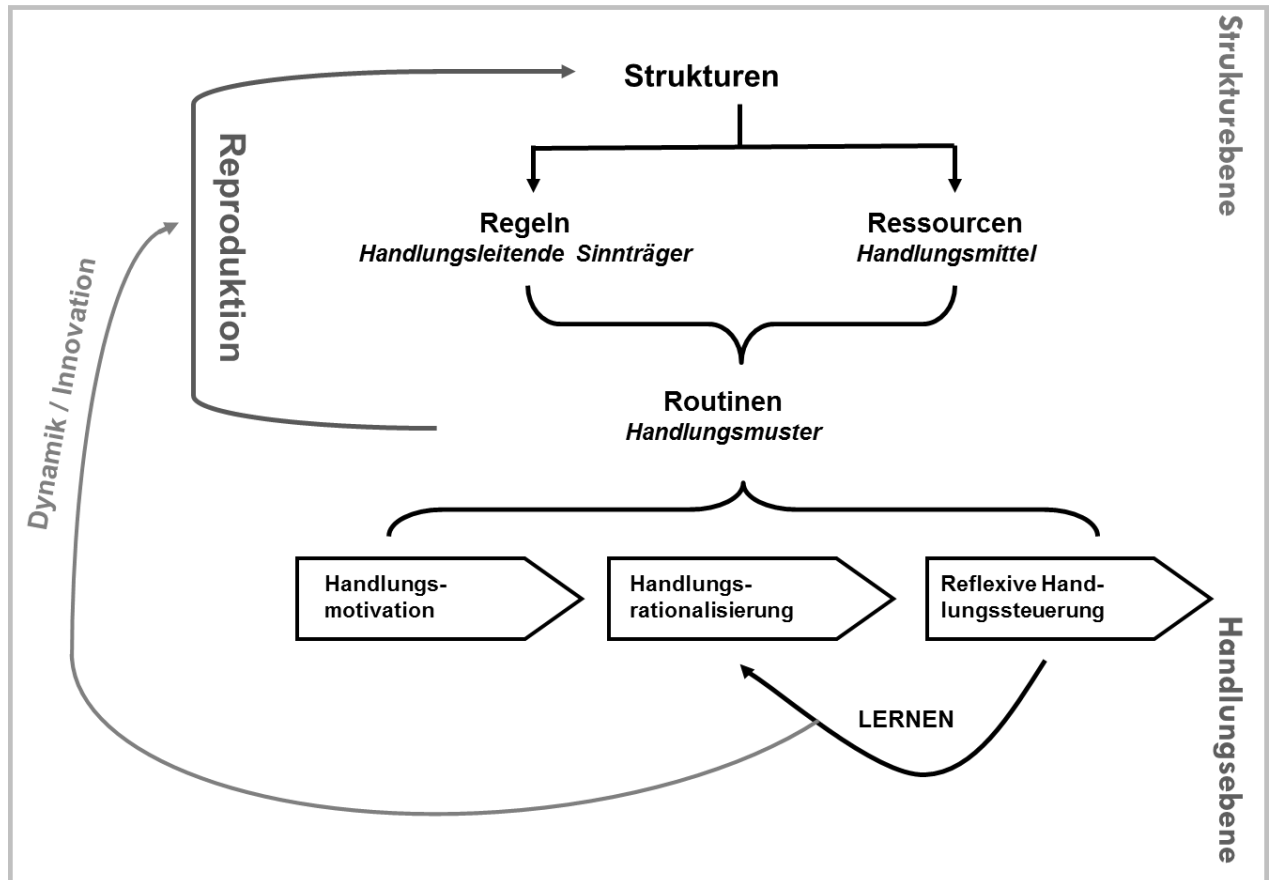 Strukturebene
Strukturen
Reproduktion
Regeln
Handlungsleitende Sinnträger
Ressourcen
Handlungsmittel
Dynamik / Innovation
Routinen
Handlungsmuster
Handlungs-
motivation
Handlungs-
rationalisierung
Reflexive Hand-
lungssteuerung
LERNEN
Handlungsebene